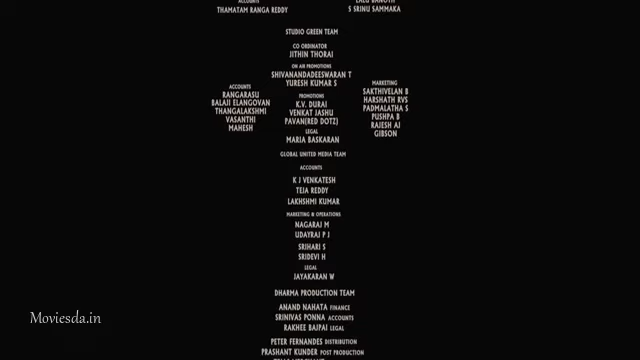 ACCOUNTS
THAMATAM RANGA REDDY
LALU BANOTH
S SRINU SAMMAKA
STUDIO GREEN TEAM
CO ORDINATOR
JITHIN THORAI
ON AIR PROMOTIONS
SHIVANANDADEESWARAN T
YURESH KUMAR S
ACCOUNTS
RANGARASU
BALAJI ELANGOVAN
THANGALAKSHMI
VASANTHI
MAHESH
PROMOTIONS
K.V. DURAI
VENKAT JASHU
PAVAN(RED DOTZ)
LEGAL
MARIA BASKARAN
MARKETING
SAKTHIVELAN B
HARSHATH RVS
PADMALATHA S
PUSHPA B
RAJESH AJ
GIBSON
GLOBAL UNITED MEDIA TEAM
ACCOUNTS
K J VENKATESH
TEJA REDDY
LAKHSHMI KUMAR
MARKETING & OPERATIONS
NAGARAJ M
UDAYRAJ P J
SRIHARI S
SRIDEVI H
LEGAL
JAYAKARAN W
DHARMA PRODUCTION TEAM
ANAND NAHATA FINANCE
SRINIVAS PONNA ACCOUNTS
RAKHEE BAJPAI LEGAL
PETER FERNANDES DISTRIBUTION
PRASHANT KUNDER POST PRODUCTION
Moviesda.in